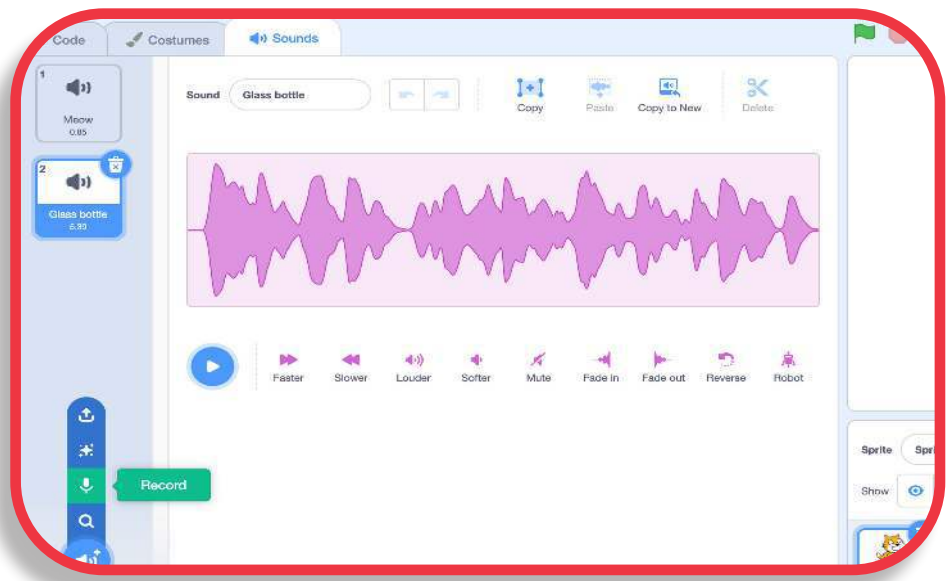 Code
Costumes
Sounds
1
Meow
0.85
2
Glass bottle
Sound
Glass bottle
Copy
Paste
Copy to New
Delete
Faster
Slower
Louder
Softer
Mute
Fade in
Fade out
Reverse
Robot
Record
Sprite
Show